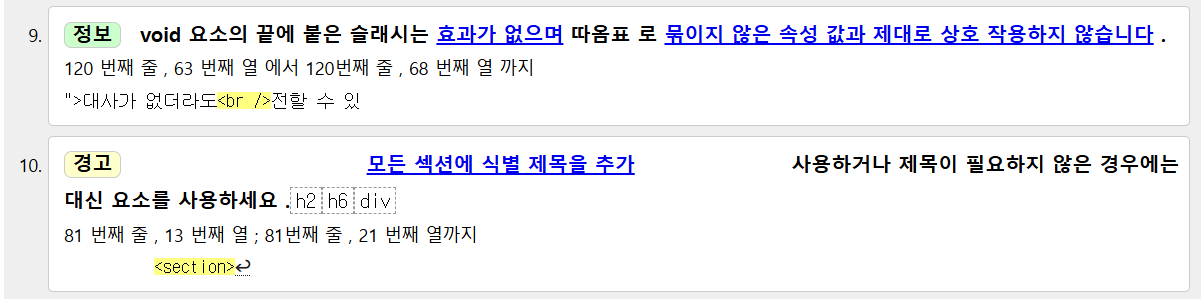 9. 정보 void 요소의 끝에 붙은 슬래시는 효과가 없으며 따옴표 로 묶이지 않은 속성 값과 제대로 상호 작용하지 않습니다 .
120 번째 줄 , 63 번째 열 에서 120번째 줄 , 68 번째 열 까지
">대사가 없더라도<br />전할 수 있
10. 경고 모든 섹션에 식별 제목을 추가 사용하거나 제목이 필요하지 않은 경우에는
대신 요소를 사용하세요 . h2 h6 div
81 번째 줄 , 13 번째 열 ; 81번째 줄 , 21 번째 열까지
<section>↩